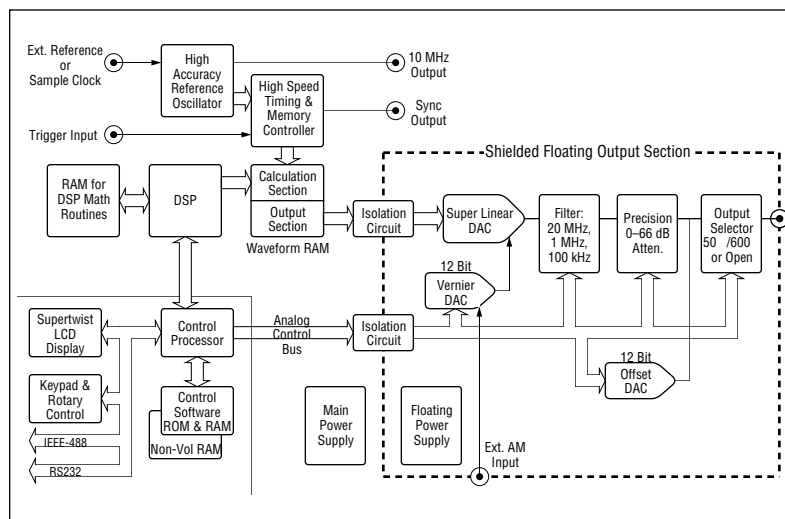 Ext. Reference
or
Sample Clock
High
Accuracy
Reference
Oscillator
10 MHz
Output
High Speed
Timing &
Memory
Controller
Sync
Output
Trigger Input
Shielded Floating Output Section
RAM for
DSP Math
Routines
DSP
Calculation
Section
Output
Section
Waveform RAM
Isolation
Circuit
Super Linear
DAC
Filter:
20 MHz,
1 MHz,
100 kHz
Precision
0–66 dB
Atten.
Output
Selector
50 /600
or Open
12 Bit
Vernier
DAC
Supertwist
LCD
Display
Control
Processor
Analog
Control
Bus
Isolation
Circuit
12 Bit
Offset
DAC
Keypad &
Rotary
Control
Control
Software
ROM & RAM
Non-Vol RAM
Main
Power
Supply
Floating
Power
Supply
IEEE-488
RS232
Ext. AM
Input